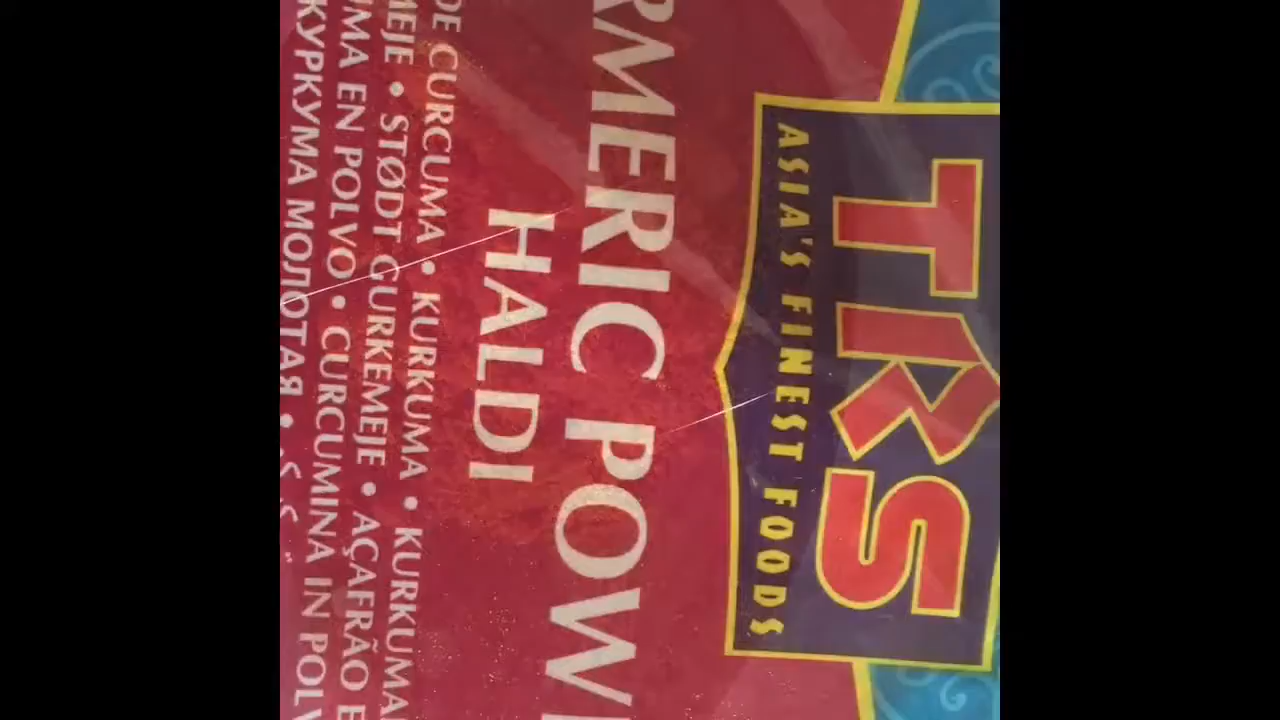 TRS
ASIA'S FINEST FOODS
RMERIC POW
HALDI
DE CURCUMA • KURKUMA • KURKUMA
MEJE • STØDT GURKEMEJE • AÇAFRÃO E
UMA EN POLVO • CURCUMINA IN POLV
КУРКУМА МОЛОТАЯ •